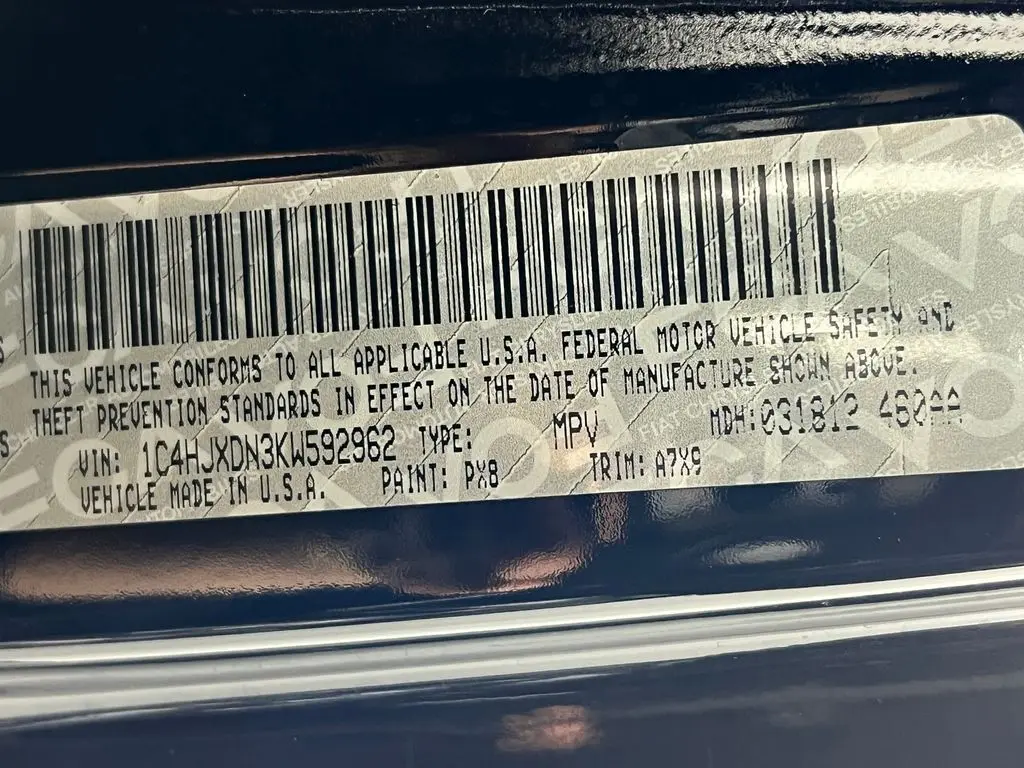 THIS VEHICLE CONFORMS TO ALL APPLICABLE U.S.A. FEDERAL MOTOR VEHICLE SAFETY AND
THEFT PREVENTION STANDARDS IN EFFECT ON THE DATE OF MANUFACTURE SHOWN ABOVE.
VIN: 1C4HJXDN3KW592962 TYPE: MPV MDH:031812 460AA
VEHICLE MADE IN U.S.A. PAINT: PX8 TRIM: A7X9